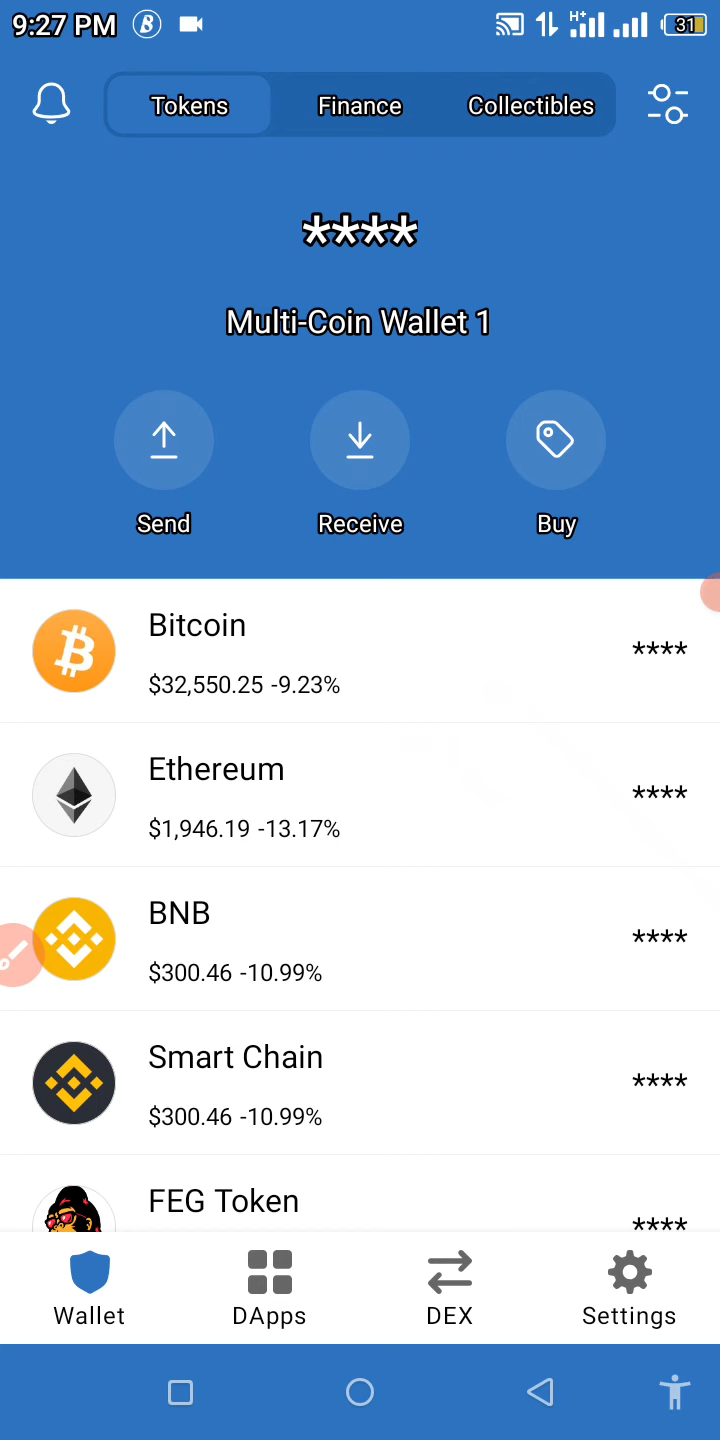 9:27 PM
H+
31
Tokens
Finance
Collectibles
****
Multi-Coin Wallet 1
Send
Receive
Buy
Bitcoin
$32,550.25 -9.23%
****
Ethereum
$1,946.19 -13.17%
****
BNB
$300.46 -10.99%
****
Smart Chain
$300.46 -10.99%
****
FEG Token
****
Wallet
DApps
DEX
Settings